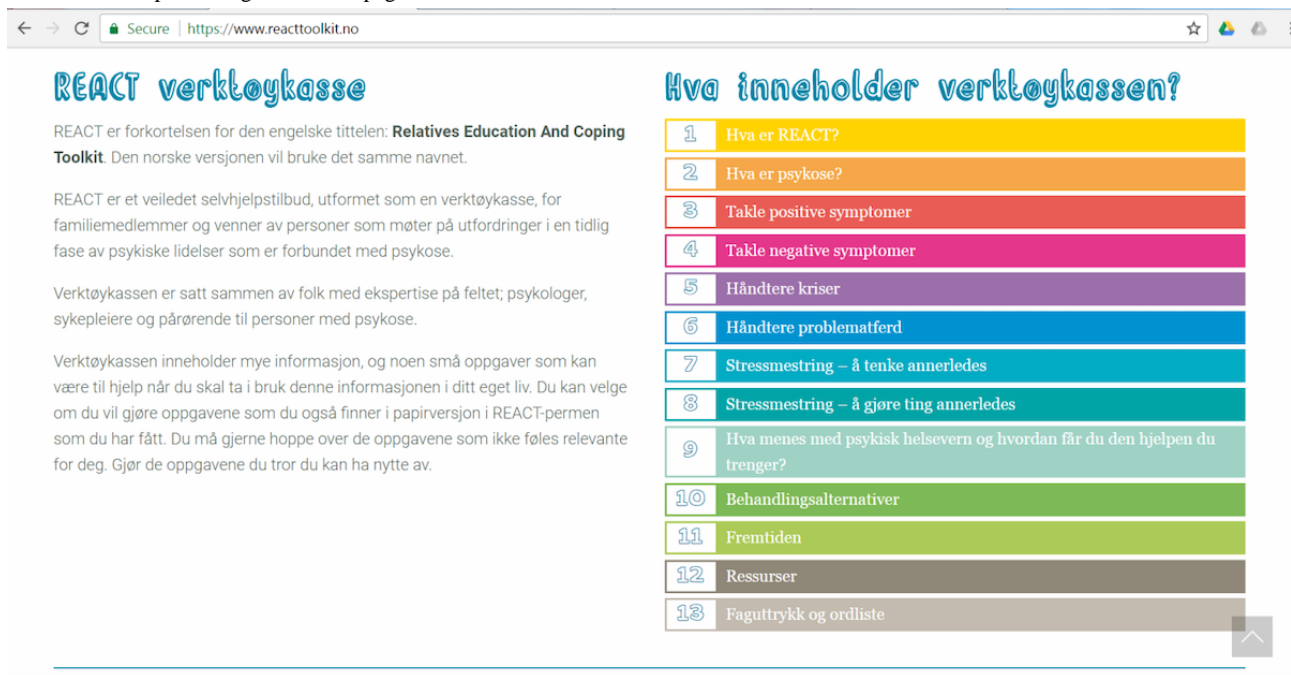 Secure | https://www.reacttoolkit.no
REACT verktøykasse
REACT er forkortelsen for den engelske tittelen: Relatives Education And Coping
Toolkit. Den norske versjonen vil bruke det samme navnet.
REACT er et veiledet selvhjelpstilbud, utformet som en verktøykasse, for
familiemedlemmer og venner av personer som møter på utfordringer i en tidlig
fase av psykiske lidelser som er forbundet med psykose.
Verktøykassen er satt sammen av folk med ekspertise på feltet; psykologer,
sykepleiere og pårørende til personer med psykose.
Verktøykassen inneholder mye informasjon, og noen små oppgaver som kan
være til hjelp når du skal ta i bruk denne informasjonen i ditt eget liv. Du kan velge
om du vil gjøre oppgavene som du også finner i papirversjon i REACT-permen
som du har fått. Du må gjerne hoppe over de oppgavene som ikke føles relevante
for deg. Gjør de oppgavene du tror du kan ha nytte av.
Hva inneholder verktøykassen?
1 Hva er REACT?
2 Hva er psykose?
3 Takle positive symptomer
4 Takle negative symptomer
5 Håndtere kriser
6 Håndtere problematferd
7 Stressmestring – å tenke annerledes
8 Stressmestring – å gjøre ting annerledes
9 Hva menes med psykisk helsevern og hvordan får du den hjelpen du
trenger?
10 Behandlingsalternativer
11 Fremtiden
12 Ressurser
13 Faguttrykk og ordliste